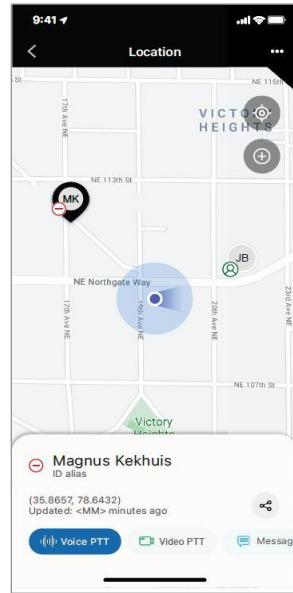 9:41
Location
St
NE 115th
17th Ave NE
VICTORY
HEIGHTS
NE 113th St
MK
JB
NE Northgate Way
17th Ave NE
19th Ave NE
20th Ave NE
23rd Ave NE
NE 107th St
Victory
Heights
Magnus Kekhuis
ID alias
(35.8657, 78.6432)
Updated: <MM> minutes ago
Voice PTT
Video PTT
Messag